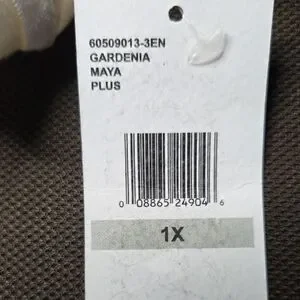 60509013-3EN
GARDENIA
MAYA
PLUS
0 08865 24904 6
1X